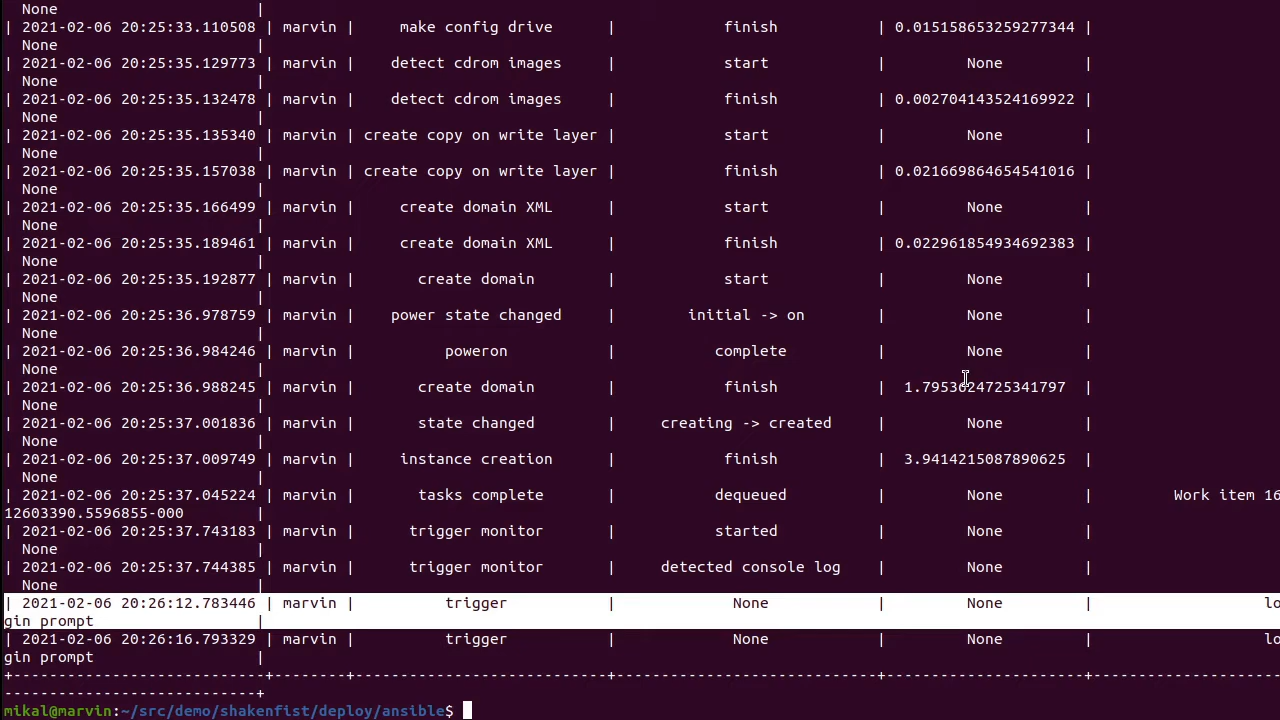 None                      |
| 2021-02-06 20:25:33.110508 | marvin |     make config drive      |            finish            | 0.015158653259277344 |
  None                      |
| 2021-02-06 20:25:35.129773 | marvin |    detect cdrom images     |            start             |         None         |
  None                      |
| 2021-02-06 20:25:35.132478 | marvin |    detect cdrom images     |            finish            | 0.002704143524169922 |
  None                      |
| 2021-02-06 20:25:35.135340 | marvin | create copy on write layer |            start             |         None         |
  None                      |
| 2021-02-06 20:25:35.157038 | marvin | create copy on write layer |            finish            | 0.021669864654541016 |
  None                      |
| 2021-02-06 20:25:35.166499 | marvin |     create domain XML      |            start             |         None         |
  None                      |
| 2021-02-06 20:25:35.189461 | marvin |     create domain XML      |            finish            | 0.022961854934692383 |
  None                      |
| 2021-02-06 20:25:35.192877 | marvin |       create domain        |            start             |         None         |
  None                      |
| 2021-02-06 20:25:36.978759 | marvin |    power state changed     |        initial -> on         |         None         |
  None                      |
| 2021-02-06 20:25:36.984246 | marvin |          poweron           |           complete           |         None         |
  None                      |
| 2021-02-06 20:25:36.988245 | marvin |       create domain        |            finish            |  1.7953624725341797  |
  None                      |
| 2021-02-06 20:25:37.001836 | marvin |       state changed        |     creating -> created      |         None         |
  None                      |
| 2021-02-06 20:25:37.009749 | marvin |     instance creation      |            finish            |  3.9414215087890625  |
  None                      |
| 2021-02-06 20:25:37.045224 | marvin |       tasks complete       |           dequeued           |         None         |         Work item 16
12603390.5596855-000        |
| 2021-02-06 20:25:37.743183 | marvin |      trigger monitor       |           started            |         None         |
  None                      |
| 2021-02-06 20:25:37.744385 | marvin |      trigger monitor       |     detected console log     |         None         |
  None                      |
| 2021-02-06 20:26:12.783446 | marvin |          trigger           |             None             |         None         |                   lo
gin prompt                  |
| 2021-02-06 20:26:16.793329 | marvin |          trigger           |             None             |         None         |                   lo
gin prompt                  |
+----------------------------+--------+----------------------------+------------------------------+----------------------+---------------------
----------------------------+
mikal@marvin:~/src/demo/shakenfist/deploy/ansible$